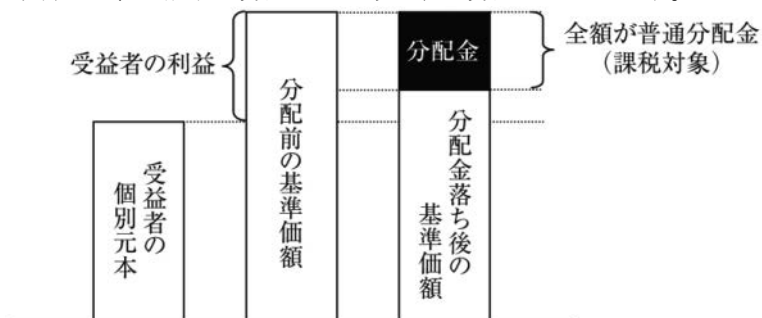 受益者の利益
分配金
全額が普通分配金
（課税対象）
受益者の
個別元本
分配前の基準価額
分配金落ち後の
基準価額